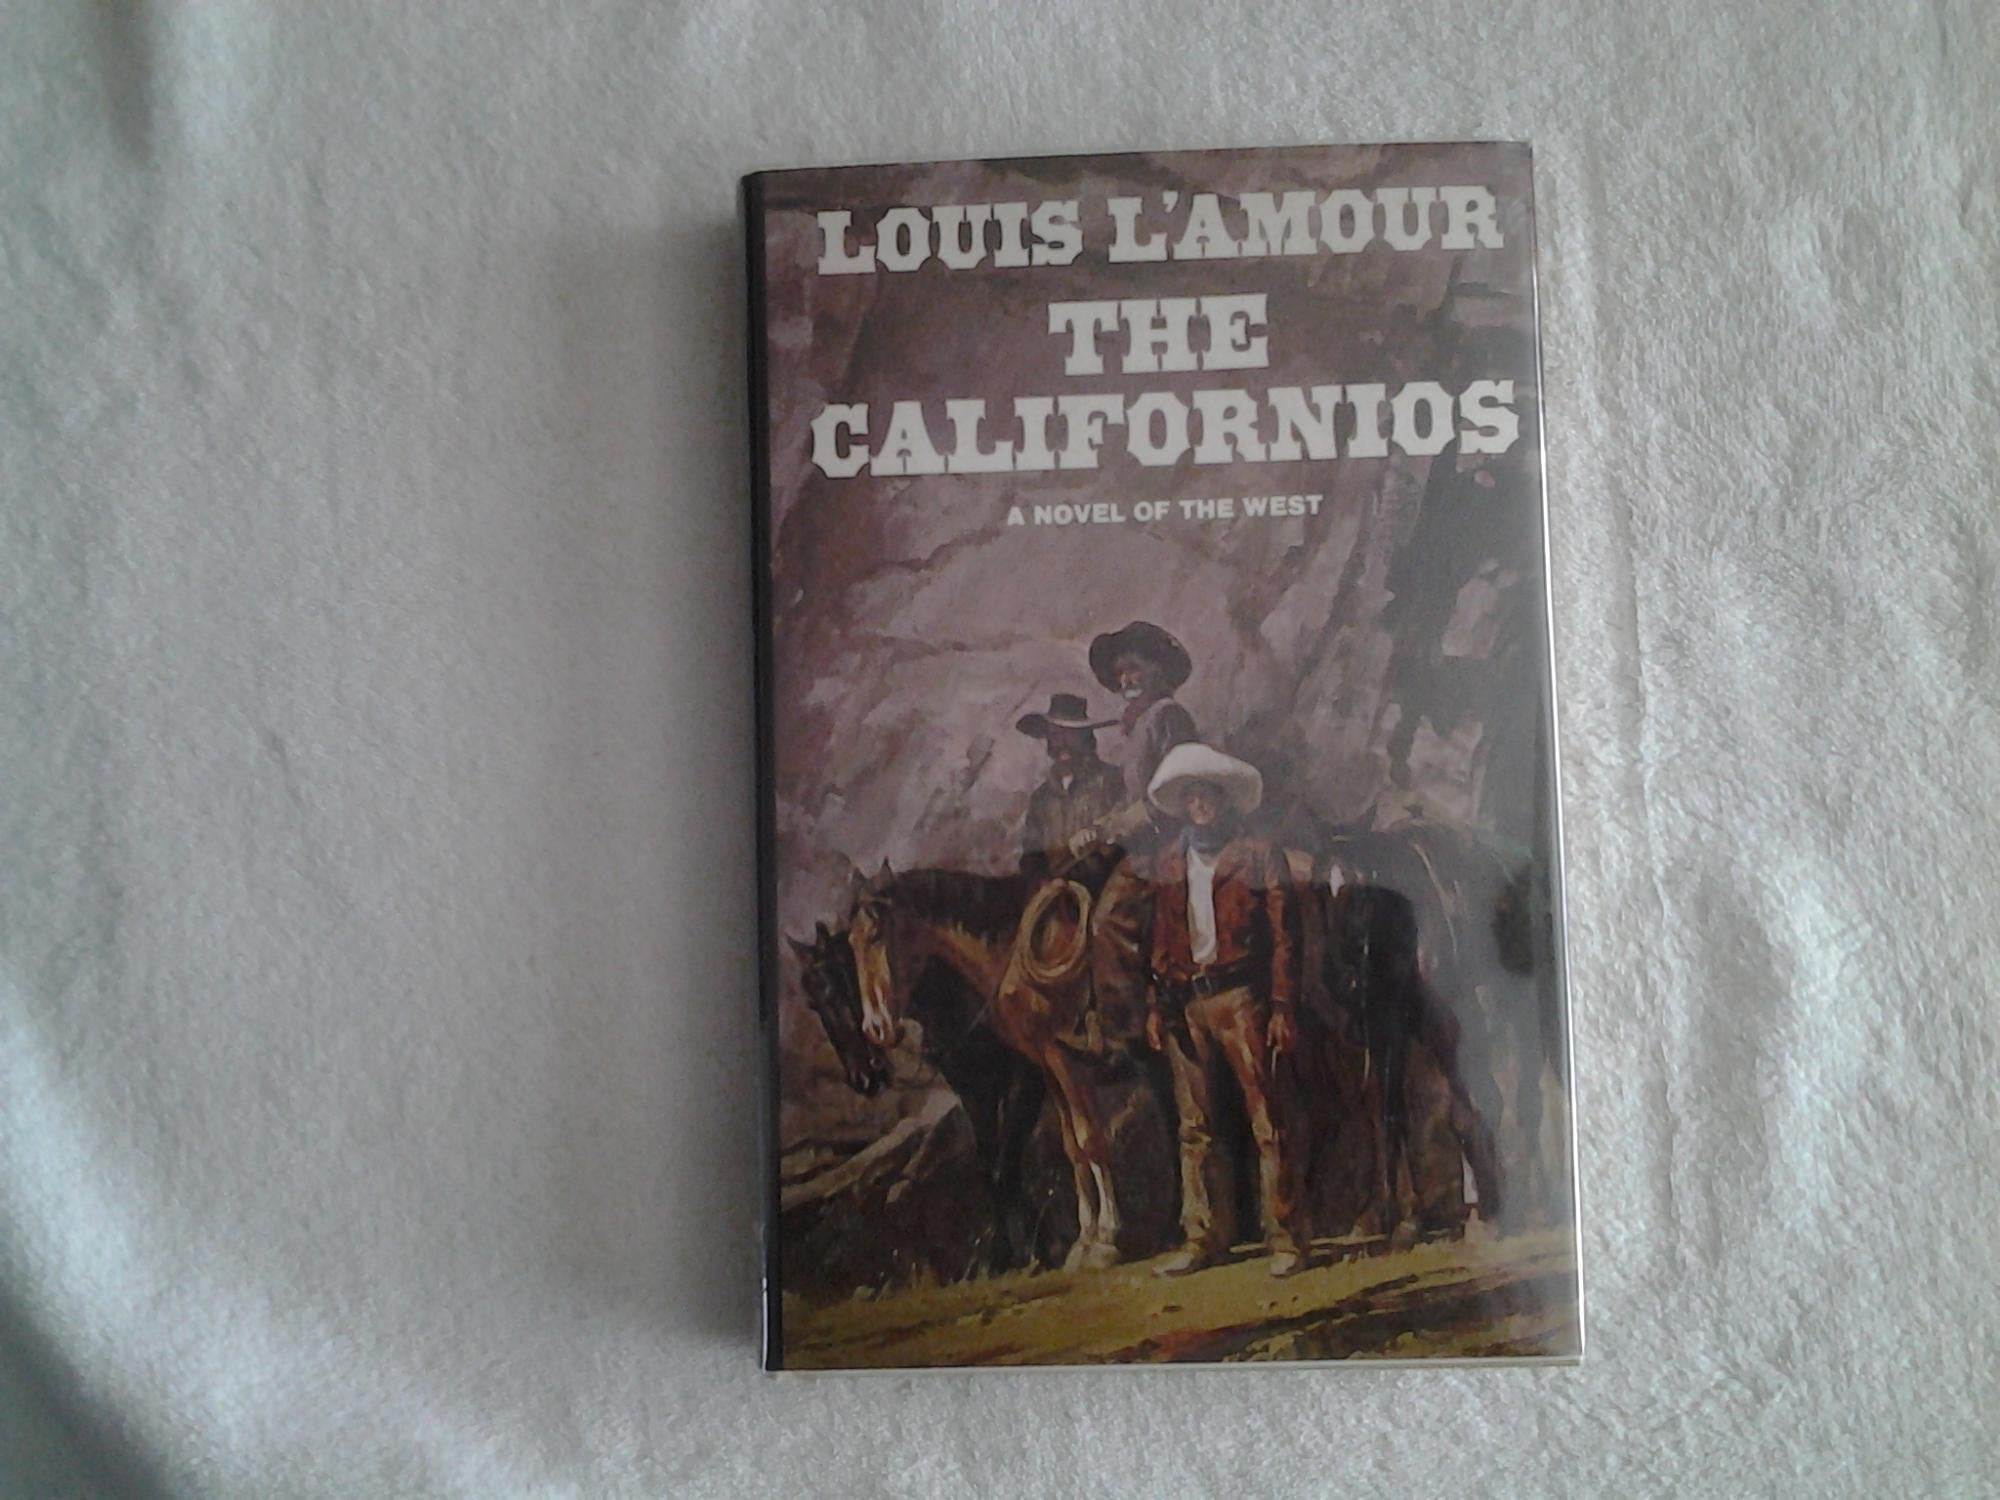 LOUIS L'AMOUR
THE
CALIFORNIOS
A NOVEL OF THE WEST